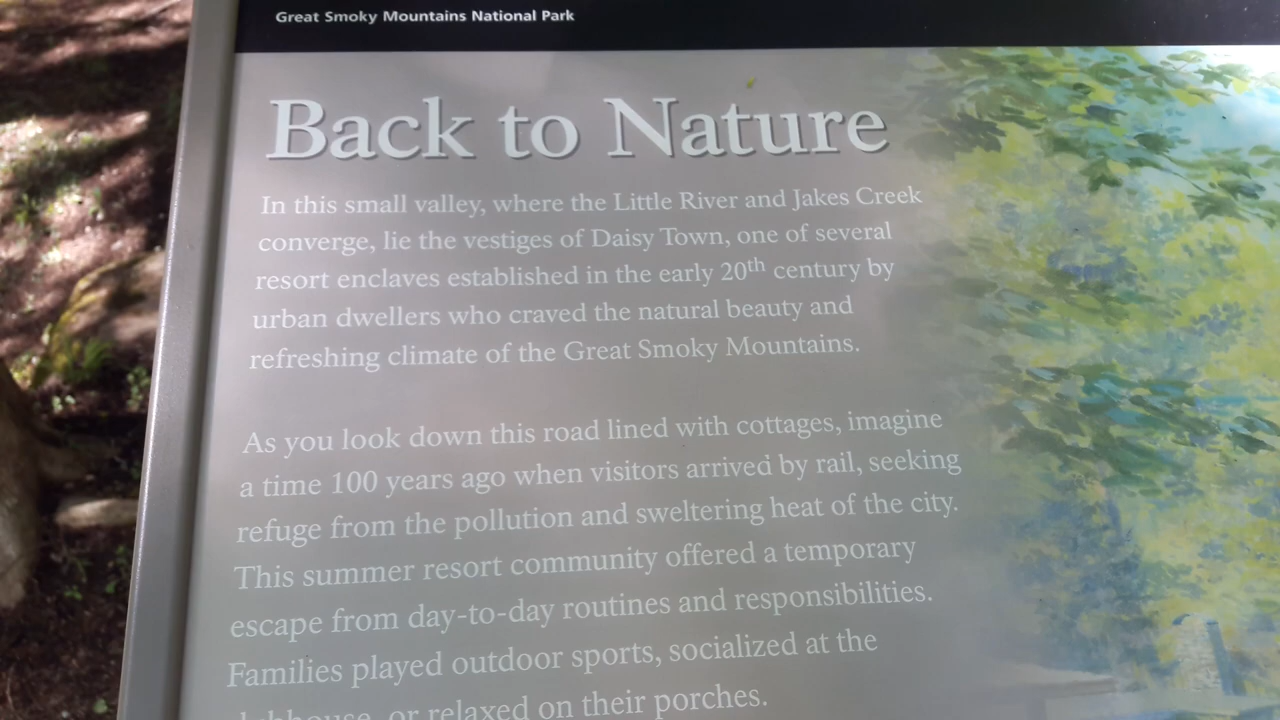 Great Smoky Mountains National Park
Back to Nature
In this small valley, where the Little River and Jakes Creek
converge, lie the vestiges of Daisy Town, one of several
resort enclaves established in the early 20th century by
urban dwellers who craved the natural beauty and
refreshing climate of the Great Smoky Mountains.
As you look down this road lined with cottages, imagine
a time 100 years ago when visitors arrived by rail, seeking
refuge from the pollution and sweltering heat of the city.
This summer resort community offered a temporary
escape from day-to-day routines and responsibilities.
Families played outdoor sports, socialized at the
clubhouse, or relaxed on their porches.